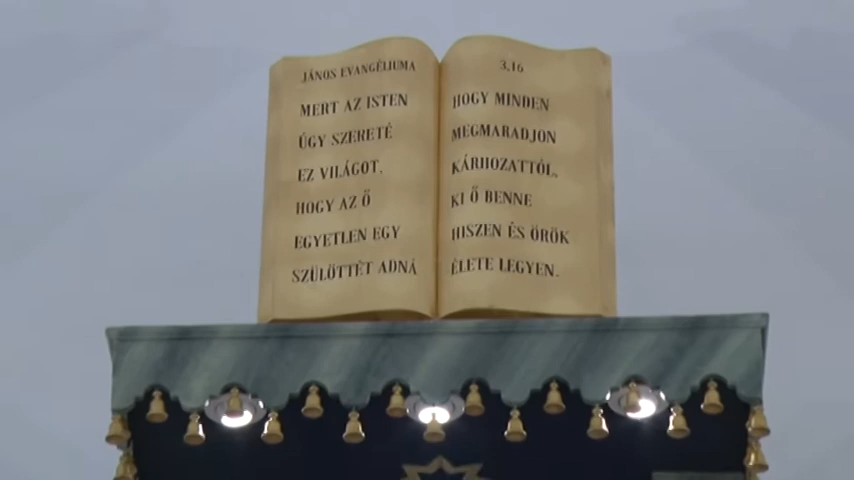 JÁNOS EVANGÉLIUMA
MERT AZ ISTEN
ÚGY SZERETÉ
EZ VILÁGOT,
HOGY AZ Ő
EGYETLEN EGY
SZÜLÖTTÉT ADNÁ
3,16
HOGY MINDEN
MEGMARADJON
KÁRHOZATTÓL,
KI Ő BENNE
HISZEN ÉS ÖRÖK
ÉLETE LEGYEN.